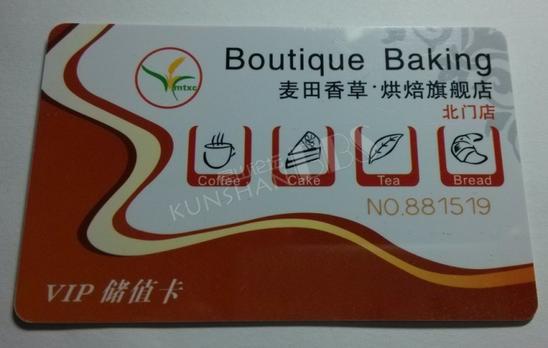 mtxc
Boutique Baking
麦田香草·烘焙旗舰店
北门店
Coffee Cake Tea Bread
KUNSHANBBS
NO.881519
VIP 储值卡